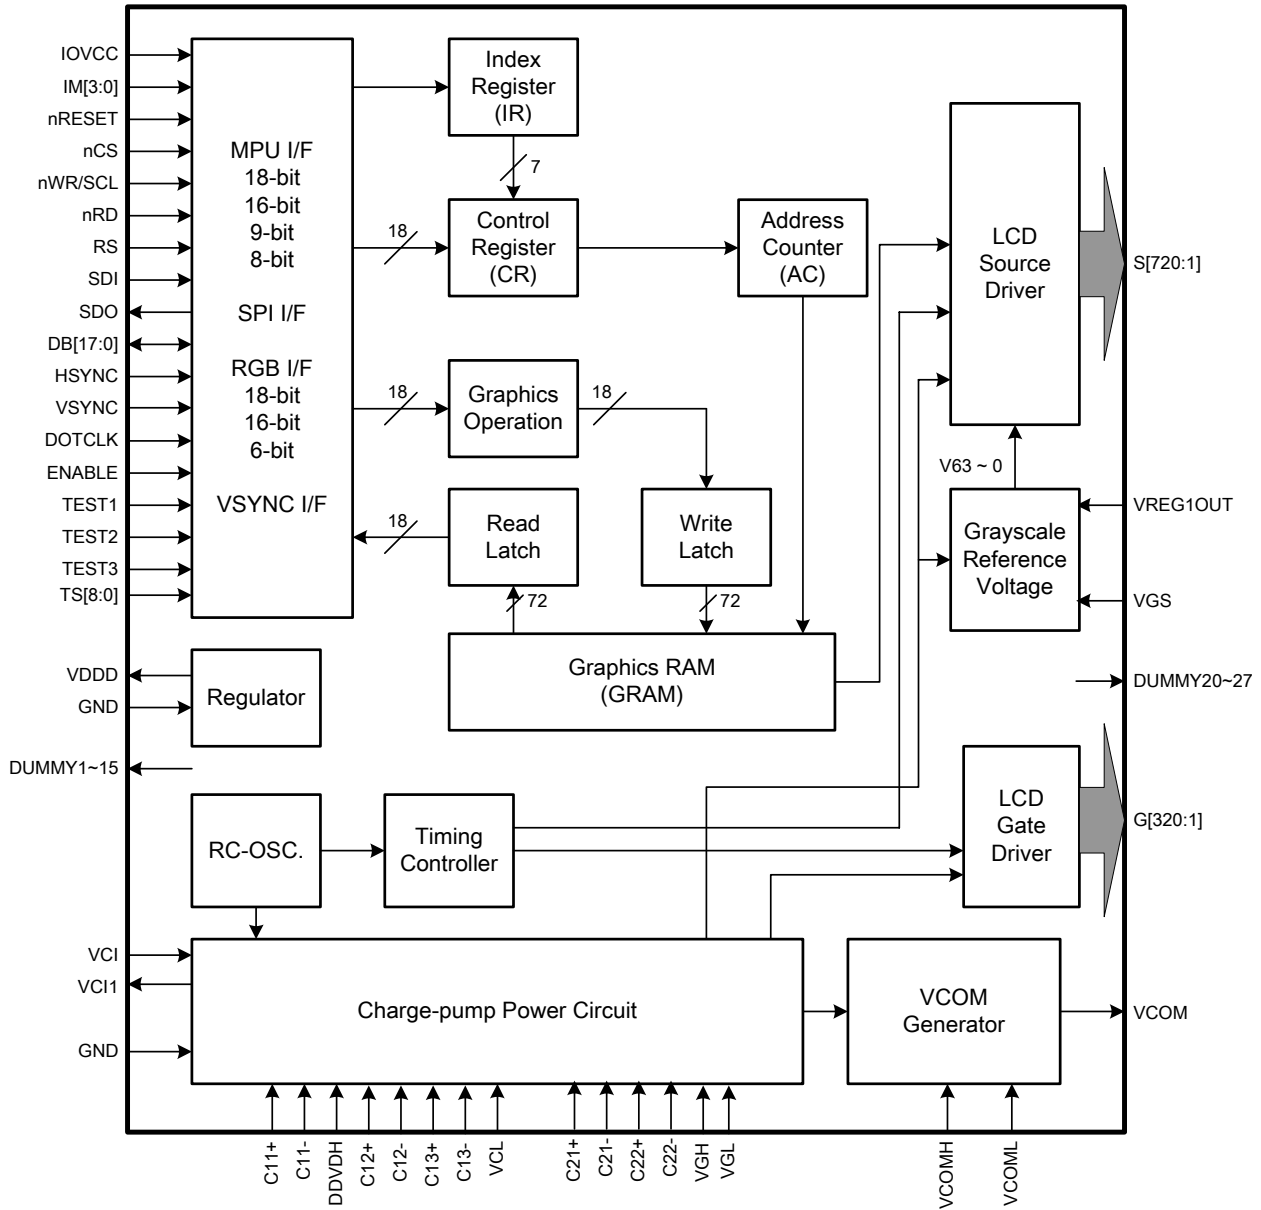 IOVCC
IM[3:0]
nRESET
nCS
nWR/SCL
nRD
RS
SDI
SDO
DB[17:0]
HSYNC
VSYNC
DOTCLK
ENABLE
TEST1
TEST2
TEST3
TS[8:0]
MPU I/F
18-bit
16-bit
9-bit
8-bit
SPI I/F
RGB I/F
18-bit
16-bit
6-bit
VSYNC I/F
Index
Register
(IR)
7
18
Control
Register
(CR)
Address
Counter
(AC)
18
Graphics
Operation
18
18
Read
Latch
Write
Latch
72
72
Graphics RAM
(GRAM)
LCD
Source
Driver
S[720:1]
V63 ~ 0
Grayscale
Reference
Voltage
VREG1OUT
VGS
DUMMY20~27
VDDD
GND
Regulator
DUMMY1~15
RC-OSC.
Timing
Controller
LCD
Gate
Driver
G[320:1]
VCI
VCI1
GND
Charge-pump Power Circuit
VCOM
Generator
VCOM
C11+
C11-
DDVDH
C12+
C12-
C13+
C13-
VCL
C21+
C21-
C22+
C22-
VGH
VGL
VCOMH
VCOML